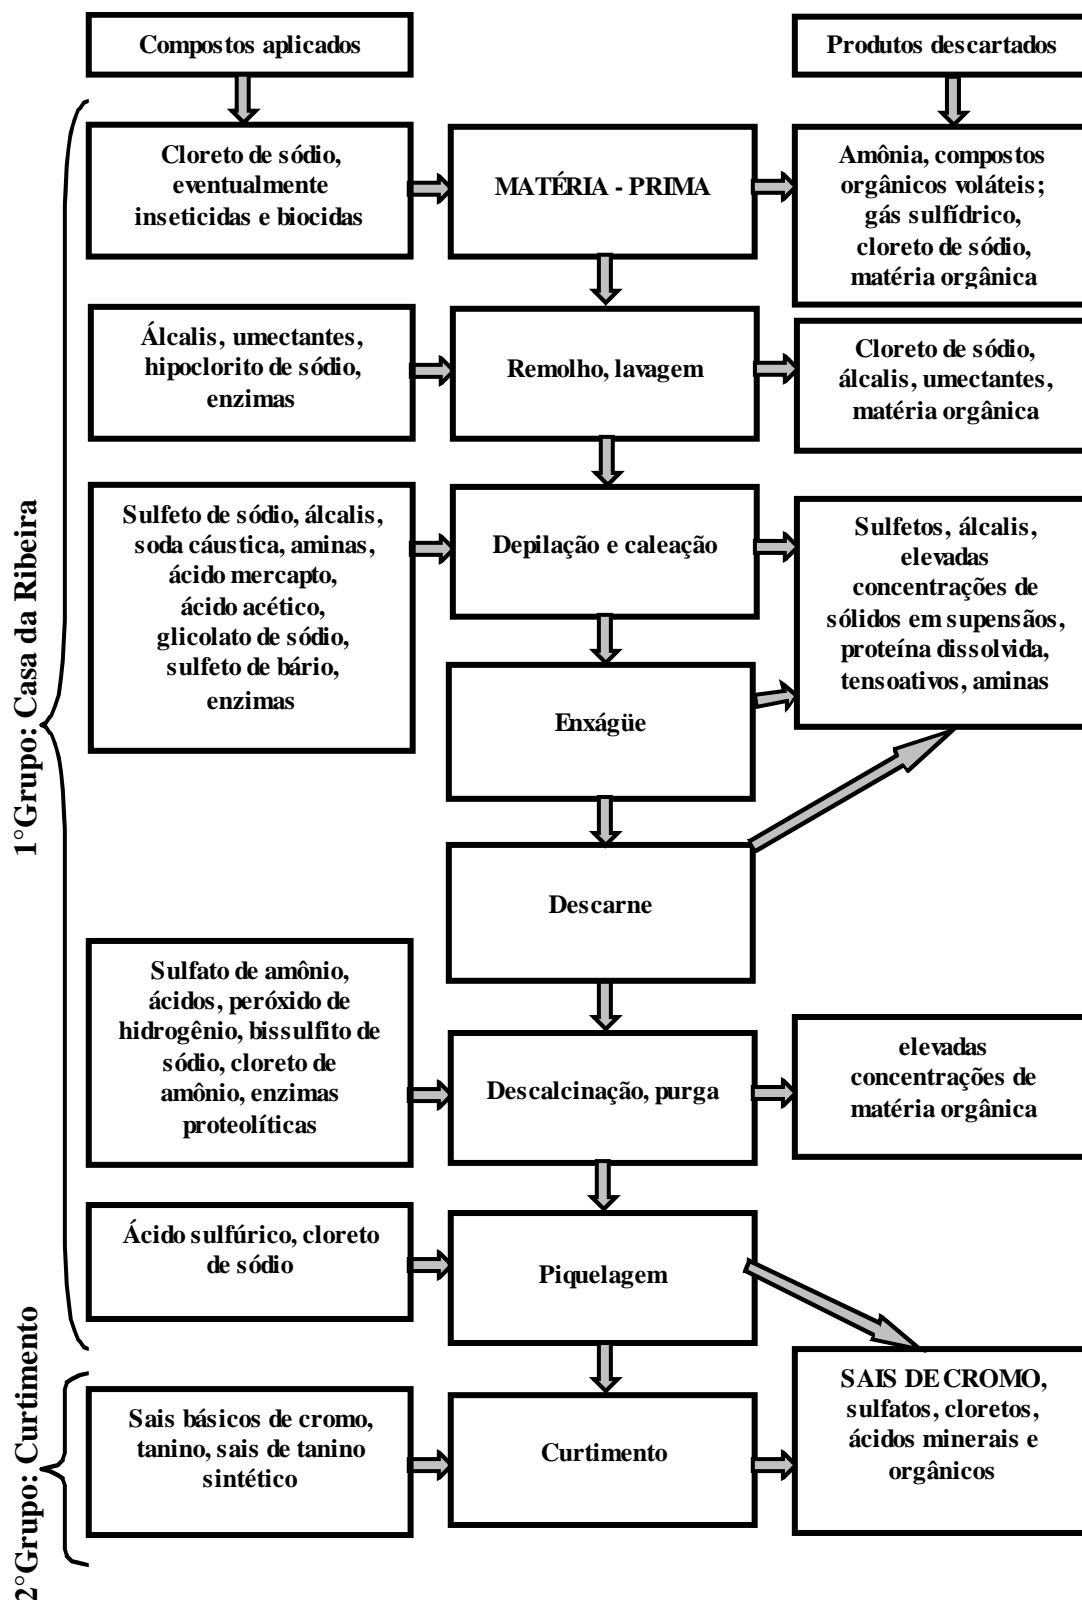 Compostos aplicados
Produtos descartados
1°Grupo: Casa da Ribeira
Cloreto de sódio,
eventualmente
inseticidas e biocidas
MATÉRIA - PRIMA
Amônia, compostos
orgânicos voláteis;
gás sulfídrico,
cloreto de sódio,
matéria orgânica
Álcalis, umectantes,
hipoclorito de sódio,
enzimas
Remolho, lavagem
Cloreto de sódio,
álcalis, umectantes,
matéria orgânica
Sulfeto de sódio, álcalis,
soda cáustica, aminas,
ácido mercapto,
ácido acético,
glicolato de sódio,
sulfeto de bário,
enzimas
Depilação e caleação
Sulfetos, álcalis,
elevadas
concentrações de
sólidos em supensãos,
proteína dissolvida,
tensoativos, aminas
Enxágüe
Descarne
Sulfato de amônio,
ácidos, peróxido de
hidrogênio, bissulfito de
sódio, cloreto de
amônio, enzimas
proteolíticas
Descalcinação, purga
elevadas
concentrações de
matéria orgânica
Ácido sulfúrico, cloreto
de sódio
Piquelagem
2°Grupo: Curtimento
Sais básicos de cromo,
tanino, sais de tanino
sintético
Curtimento
SAIS DE CROMO,
sulfatos, cloretos,
ácidos minerais e
orgânicos